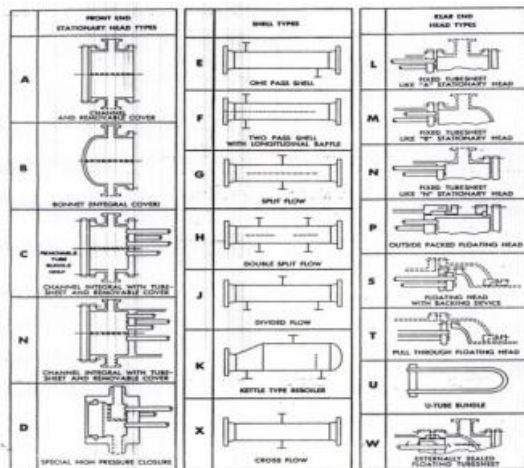 FRONT END
STATIONARY HEAD TYPES
A
CHANNEL
AND REMOVABLE COVER
B
BONNET (INTEGRAL COVER)
C
REMOVABLE
TUBE
BUNDLE
ONLY
CHANNEL INTEGRAL WITH TUBE-
SHEET AND REMOVABLE COVER
N
CHANNEL INTEGRAL WITH TUBE-
SHEET AND REMOVABLE COVER
D
SPECIAL HIGH PRESSURE CLOSURE
SHELL TYPES
E
ONE PASS SHELL
F
TWO PASS SHELL
WITH LONGITUDINAL BAFFLE
G
SPLIT FLOW
H
DOUBLE SPLIT FLOW
J
DIVIDED FLOW
K
KETTLE TYPE REBOILER
X
CROSS FLOW
REAR END
HEAD TYPES
L
FIXED TUBESHEET
LIKE "A" STATIONARY HEAD
M
FIXED TUBESHEET
LIKE "B" STATIONARY HEAD
N
FIXED TUBESHEET
LIKE "N" STATIONARY HEAD
P
OUTSIDE PACKED FLOATING HEAD
S
FLOATING HEAD
WITH BACKING DEVICE
T
PULL THROUGH FLOATING HEAD
U
U-TUBE BUNDLE
W
EXTERNALLY SEALED
FLOATING TUBESHEET